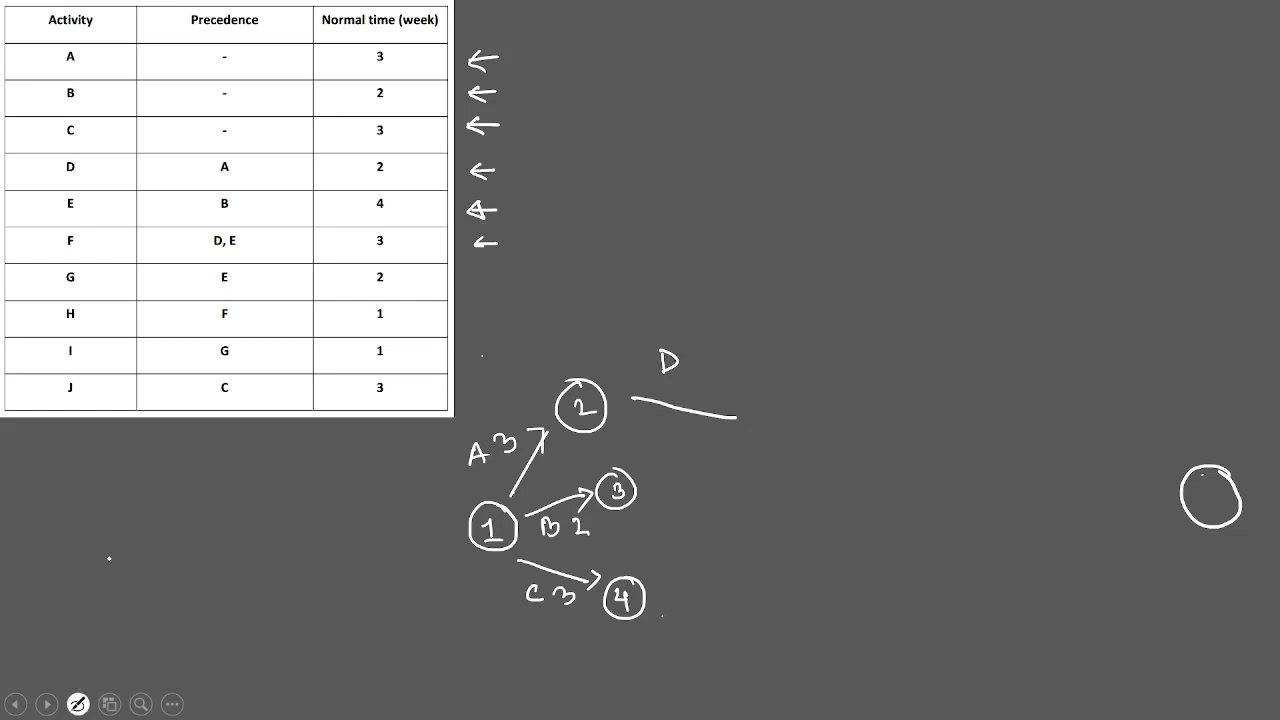 Activity Precedence Normal time (week)
A - 3
B - 2
C - 3
D A 2
E B 4
F D, E 3
G E 2
H F 1
I G 1
J C 3
D
2
A 3
3
1
B 2
C 3
4